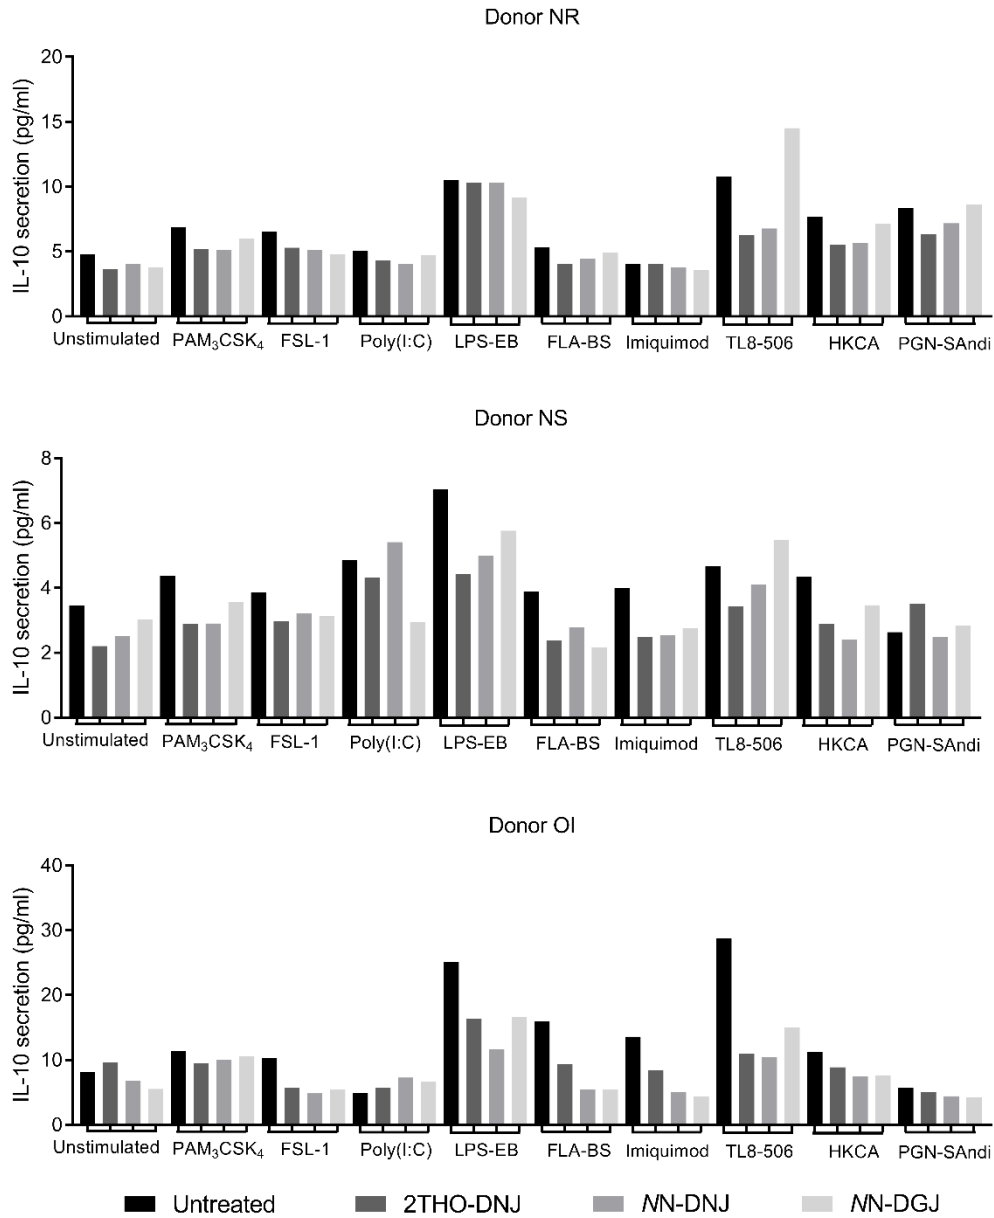 Donor NR
IL-10 secretion (pg/ml)
20
15
10
5
0
Unstimulated PAM₃CSK₄ FSL-1 Poly(I:C) LPS-EB FLA-BS Imiquimod TL8-506 HKCA PGN-SAndi
Donor NS
IL-10 secretion (pg/ml)
8
6
4
2
0
Unstimulated PAM₃CSK₄ FSL-1 Poly(I:C) LPS-EB FLA-BS Imiquimod TL8-506 HKCA PGN-SAndi
Donor OI
IL-10 secretion (pg/ml)
40
30
20
10
0
Unstimulated PAM₃CSK₄ FSL-1 Poly(I:C) LPS-EB FLA-BS Imiquimod TL8-506 HKCA PGN-SAndi
Untreated 2THO-DNJ NN-DNJ NN-DGJ